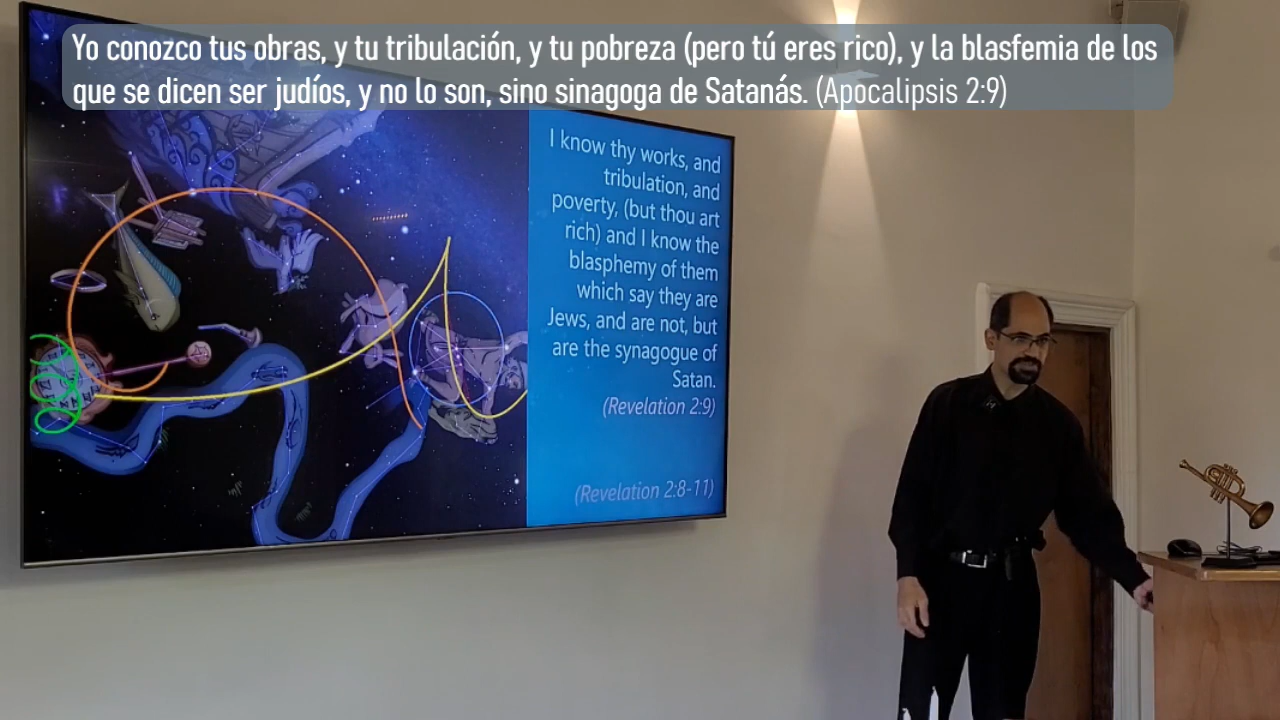 Yo conozco tus obras, y tu tribulación, y tu pobreza (pero tú eres rico), y la blasfemia de los
que se dicen ser judíos, y no lo son, sino sinagoga de Satanás. (Apocalipsis 2:9)
I know thy works, and
tribulation, and
poverty, (but thou art
rich) and I know the
blasphemy of them
which say they are
Jews, and are not, but
are the synagogue of
Satan.
(Revelation 2:9)
(Revelation 2:8-11)